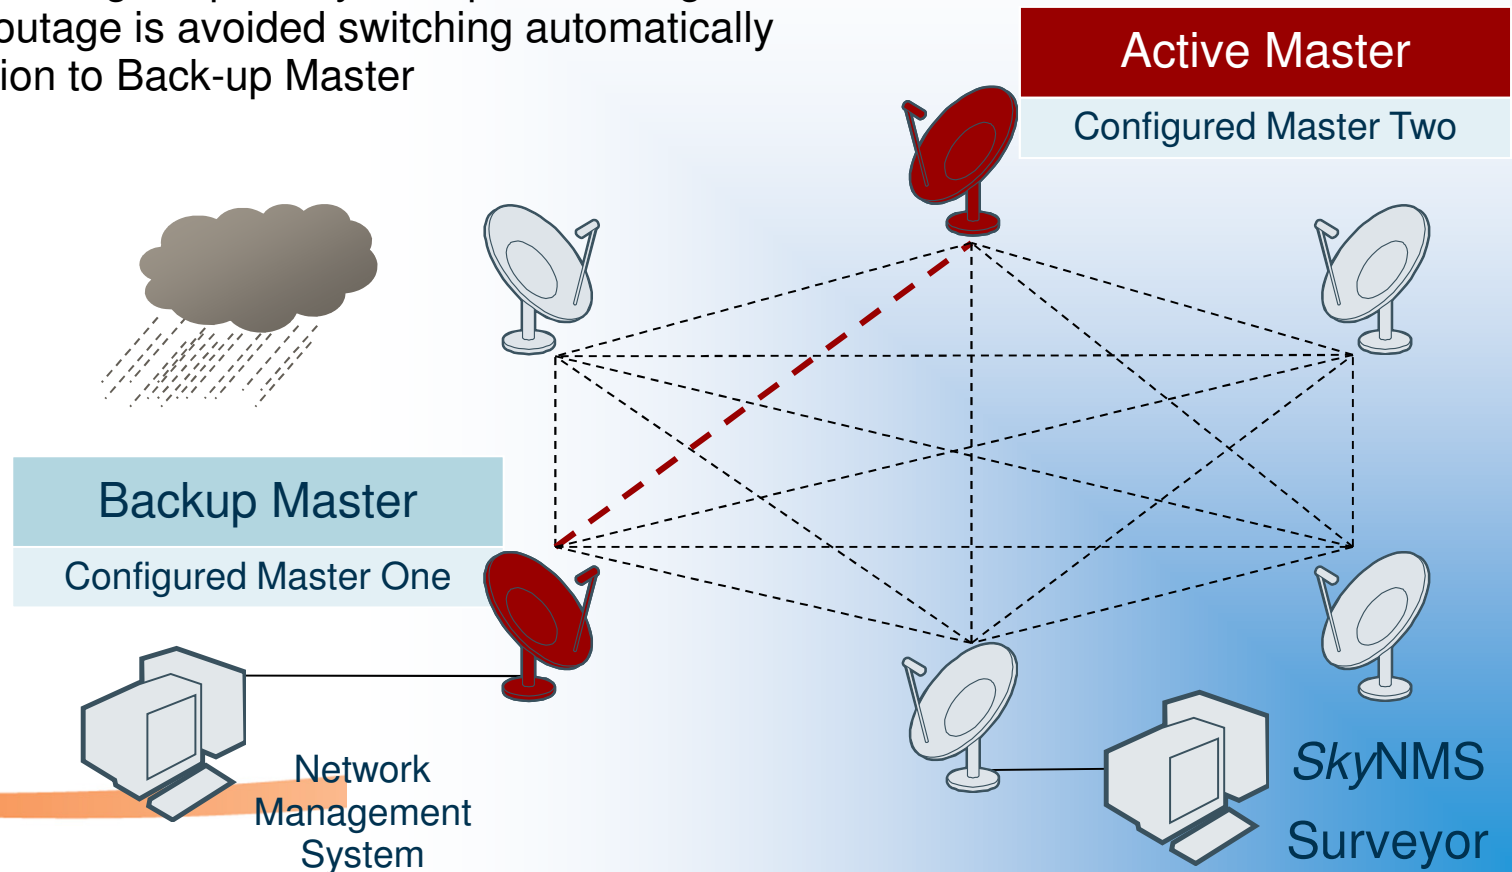 outage is avoided switching automatically
ion to Back-up Master
Active Master
Configured Master Two
Backup Master
Configured Master One
Network
Management
System
SkyNMS
Surveyor